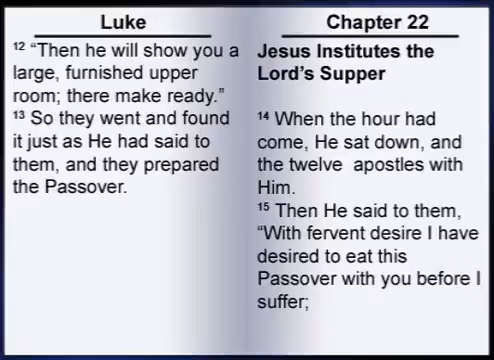 Luke
12 “Then he will show you a
large, furnished upper
room; there make ready.”
13 So they went and found
it just as He had said to
them, and they prepared
the Passover.
Chapter 22
Jesus Institutes the
Lord’s Supper
14 When the hour had
come, He sat down, and
the twelve apostles with
Him.
15 Then He said to them,
“With fervent desire I have
desired to eat this
Passover with you before I
suffer;